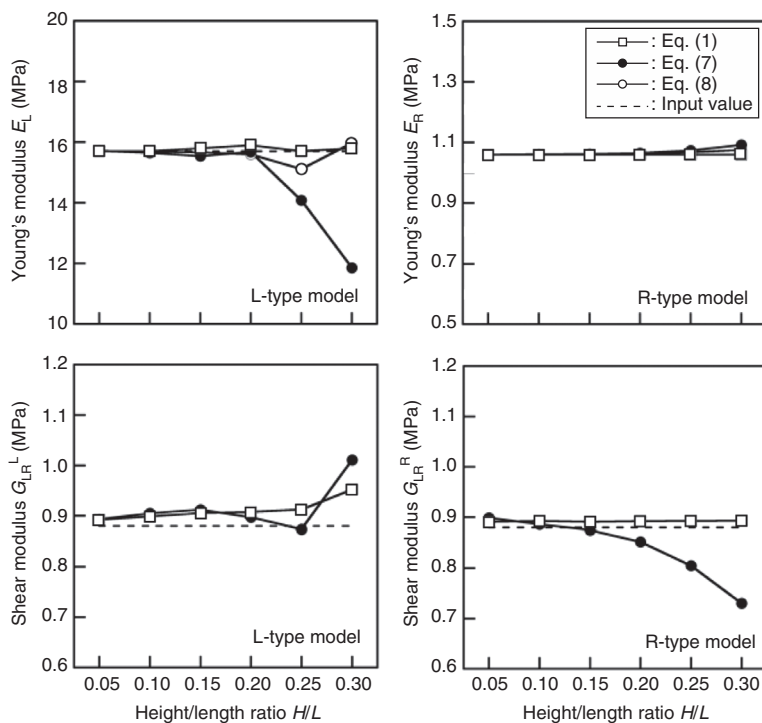 20
18
16
14
12
10
Young's modulus E_L (MPa)
L-type model
1.5
1.3
1.1
0.9
0.7
0.5
Young's modulus E_R (MPa)
: Eq. (1)
: Eq. (7)
: Eq. (8)
: Input value
R-type model
1.2
1.1
1.0
0.9
0.8
0.7
0.6
Shear modulus G_LR^L (MPa)
L-type model
0.05 0.10 0.15 0.20 0.25 0.30
Height/length ratio H/L
1.2
1.1
1.0
0.9
0.8
0.7
0.6
Shear modulus G_LR^R (MPa)
R-type model
0.05 0.10 0.15 0.20 0.25 0.30
Height/length ratio H/L